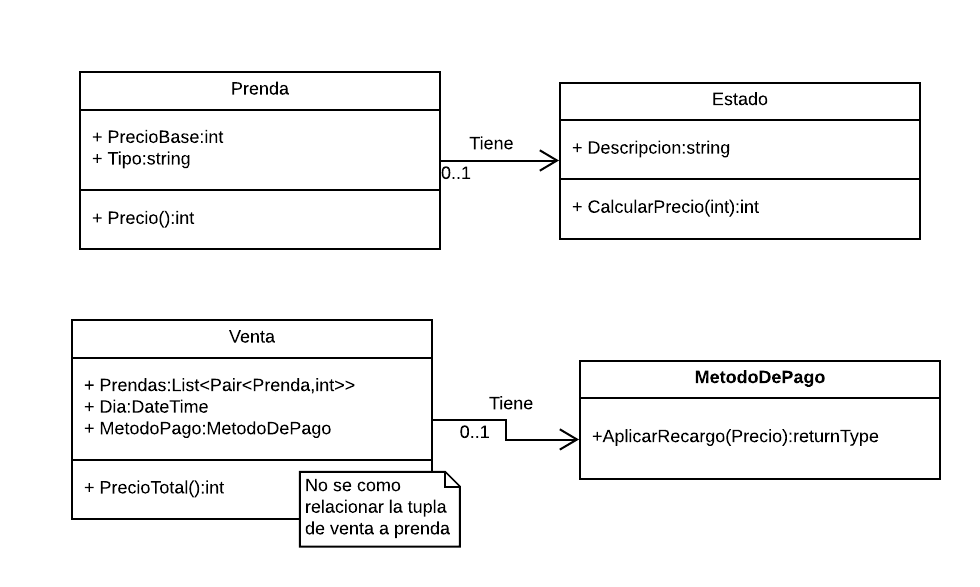 Prenda
+ PrecioBase:int
+ Tipo:string
+ Precio():int
Tiene
0..1
Estado
+ Descripcion:string
+ CalcularPrecio(int):int
Venta
+ Prendas:List<Pair<Prenda,int>>
+ Dia:DateTime
+ MetodoPago:MetodoDePago
+ PrecioTotal():int
No se como
relacionar la tupla
de venta a prenda
Tiene
0..1
MetodoDePago
+AplicarRecargo(Precio):returnType